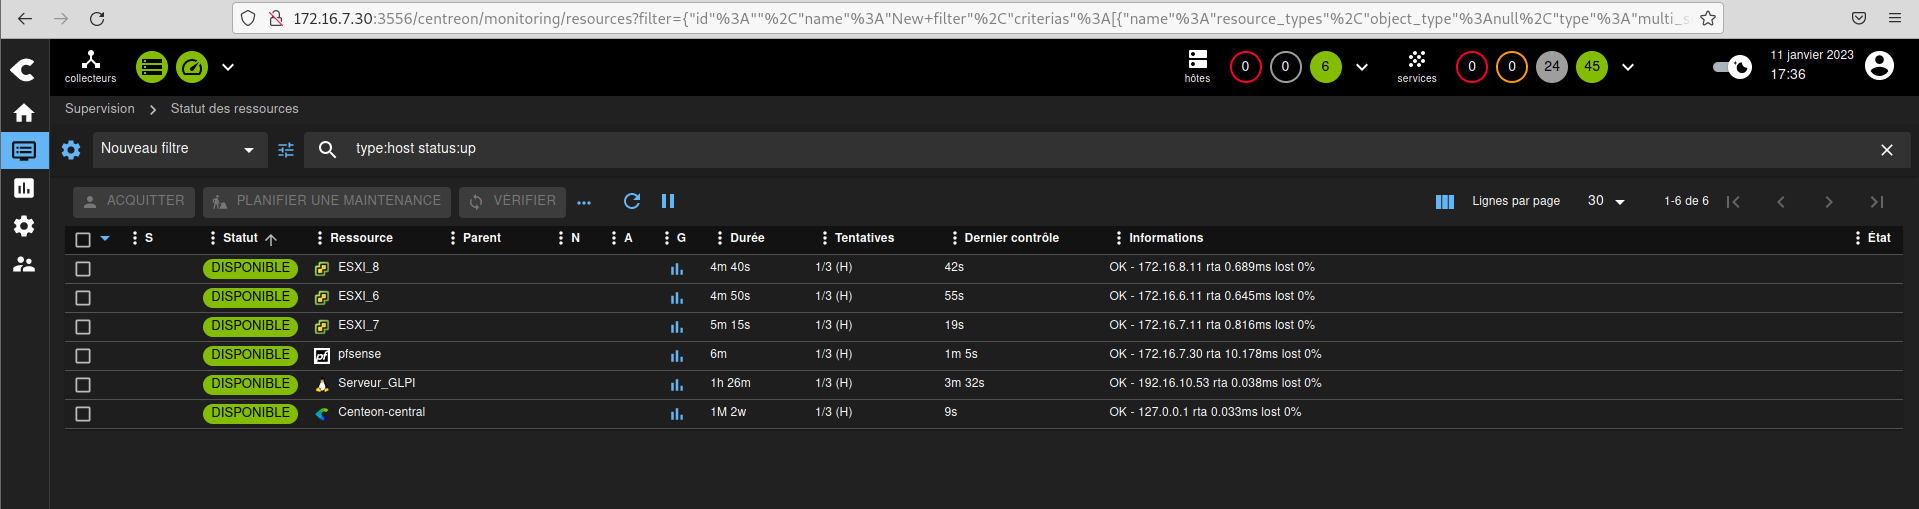 172.16.7.30:3556/centreon/monitoring/resources?filter={"id"%3A""%2C"name"%3A"New+filter"%2C"criterias"%3A[{"name"%3A"resource_types"%2C"object_type"%3Anull%2C"type"%3A"multi_s
collecteurs
hôtes 0 0 6
services 0 0 24 45
11 janvier 2023
17:36
Supervision Statut des ressources
Nouveau filtre type:host status:up
ACQUITTER PLANIFIER UNE MAINTENANCE VÉRIFIER ... Lignes par page 30 1-6 de 6
S Statut Ressource Parent N A G Durée Tentatives Dernier contrôle Informations État
DISPONIBLE ESXI_8 4m 40s 1/3 (H) 42s OK - 172.16.8.11 rta 0.689ms lost 0%
DISPONIBLE ESXI_6 4m 50s 1/3 (H) 55s OK - 172.16.6.11 rta 0.645ms lost 0%
DISPONIBLE ESXI_7 5m 15s 1/3 (H) 19s OK - 172.16.7.11 rta 0.816ms lost 0%
DISPONIBLE pf pfsense 6m 1/3 (H) 1m 5s OK - 172.16.7.30 rta 10.178ms lost 0%
DISPONIBLE Serveur_GLPI 1h 26m 1/3 (H) 3m 32s OK - 192.16.10.53 rta 0.038ms lost 0%
DISPONIBLE Centeon-central 1M 2w 1/3 (H) 9s OK - 127.0.0.1 rta 0.033ms lost 0%